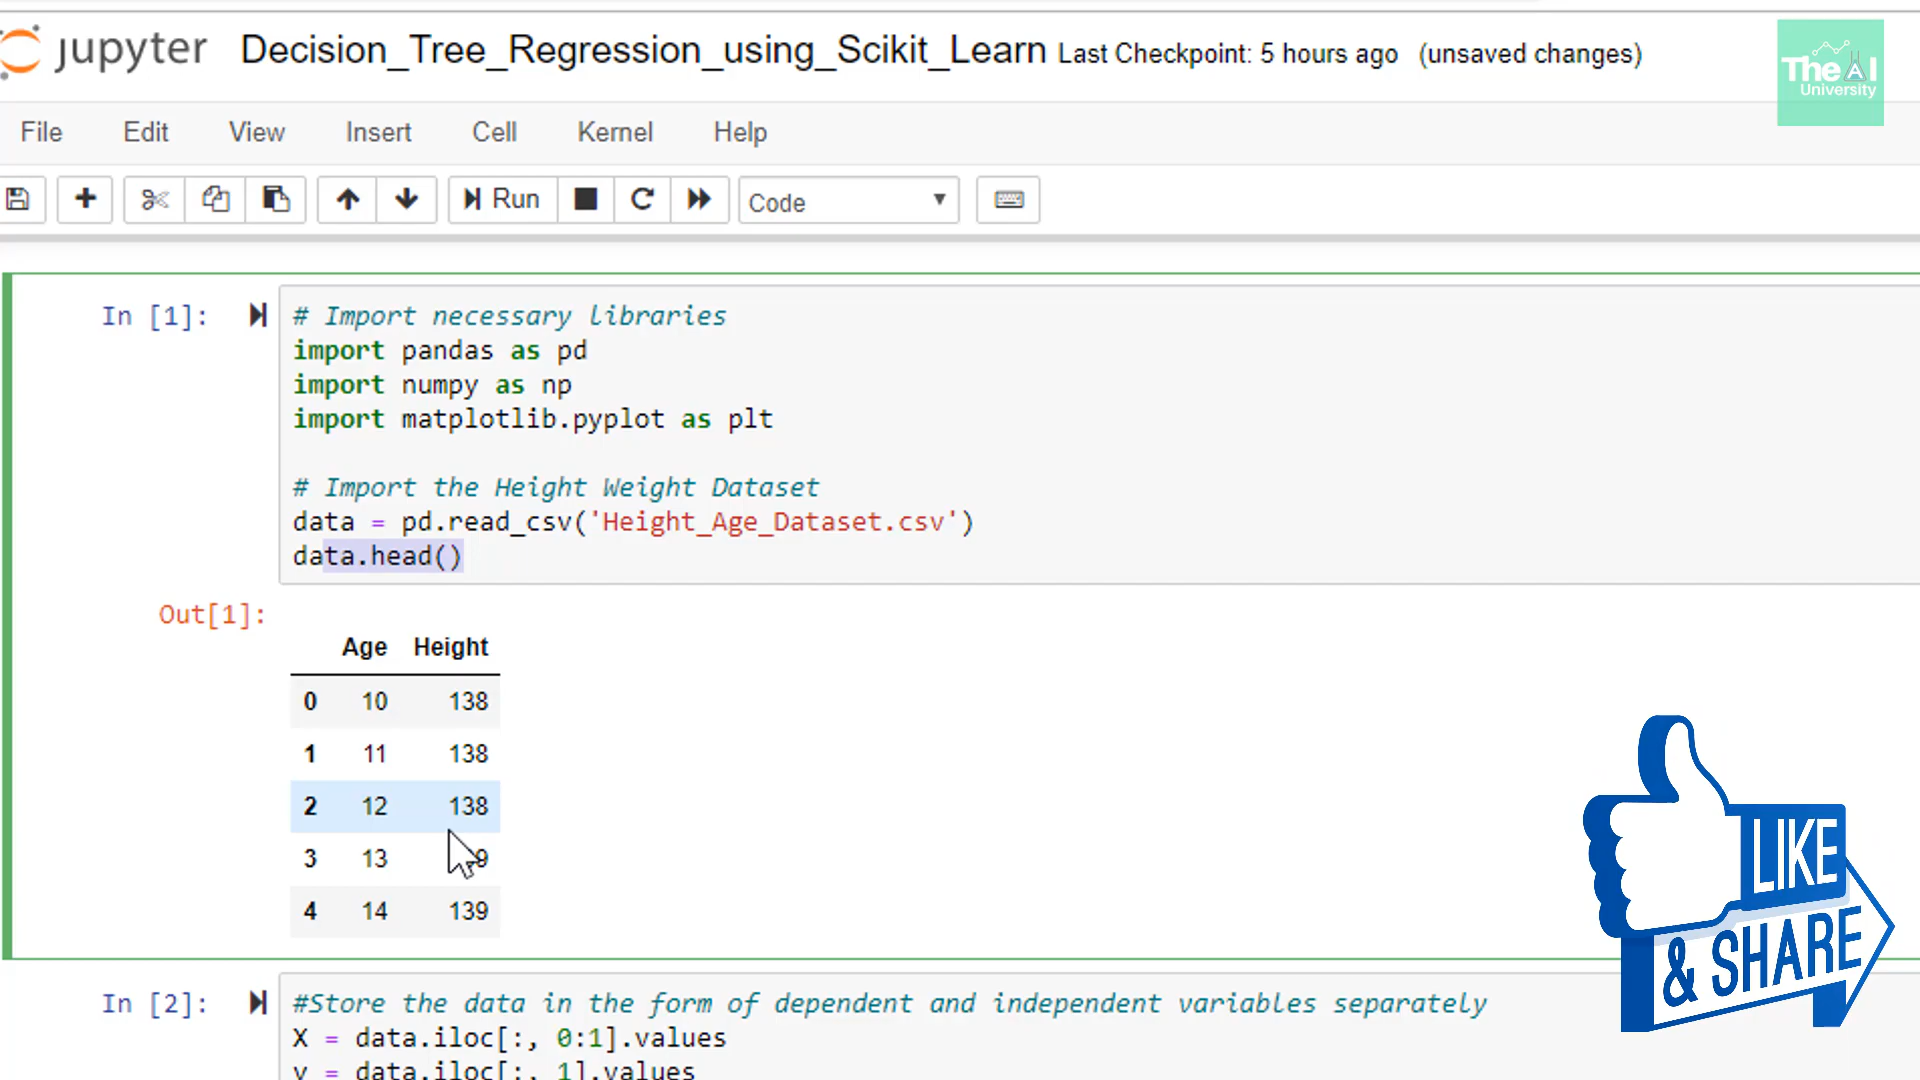 jupyter Decision_Tree_Regression_using_Scikit_Learn Last Checkpoint: 5 hours ago (unsaved changes)
The AI
University
File Edit View Insert Cell Kernel Help
Run Code
In [1]:
# Import necessary libraries
import pandas as pd
import numpy as np
import matplotlib.pyplot as plt
# Import the Height Weight Dataset
data = pd.read_csv('Height_Age_Dataset.csv')
data.head()
Out[1]:
Age Height
0 10 138
1 11 138
2 12 138
3 13
4 14 139
LIKE
& SHARE
In [2]:
#Store the data in the form of dependent and independent variables separately
X = data.iloc[:, 0:1].values
y = data.iloc[:, 1].values